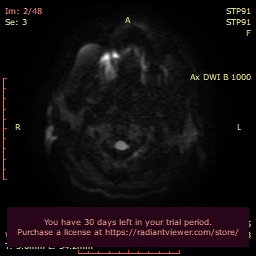 Im: 2/48
Se: 3
A
STP91
STP91
F
Ax DWI B 1000
R
L
You have 30 days left in your trial period.
Purchase a license at https://radiantviewer.com/store/